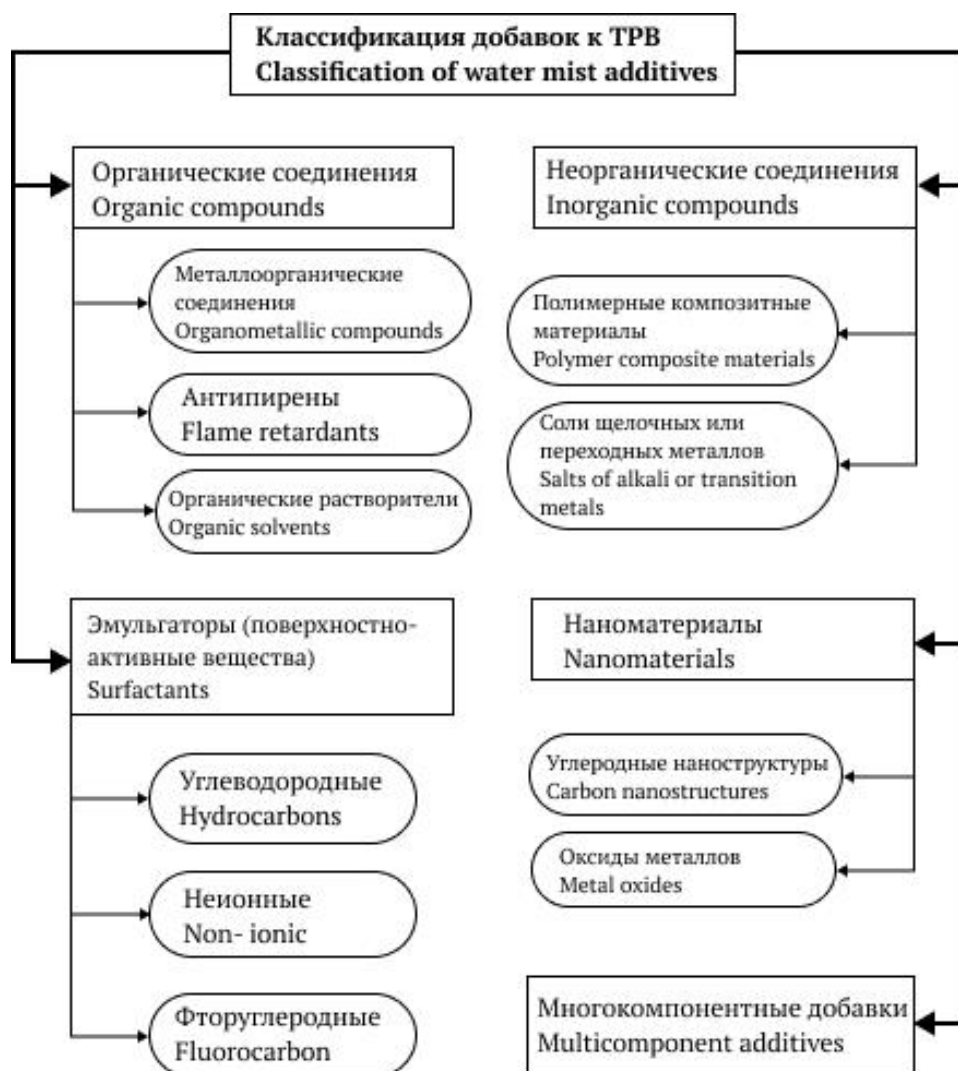 Классификация добавок к ТРВ
Classification of water mist additives
Органические соединения
Organic compounds
Металлоорганические
соединения
Organometallic compounds
Антипирены
Flame retardants
Органические растворители
Organic solvents
Неорганические соединения
Inorganic compounds
Полимерные композитные
материалы
Polymer composite materials
Соли щелочных или
переходных металлов
Salts of alkali or transition
metals
Эмульгаторы (поверхностно-
активные вещества)
Surfactants
Углеводородные
Hydrocarbons
Неионные
Non- ionic
Фторуглеродные
Fluorocarbon
Наноматериалы
Nanomaterials
Углеродные наноструктуры
Carbon nanostructures
Оксиды металлов
Metal oxides
Многокомпонентные добавки
Multicomponent additives